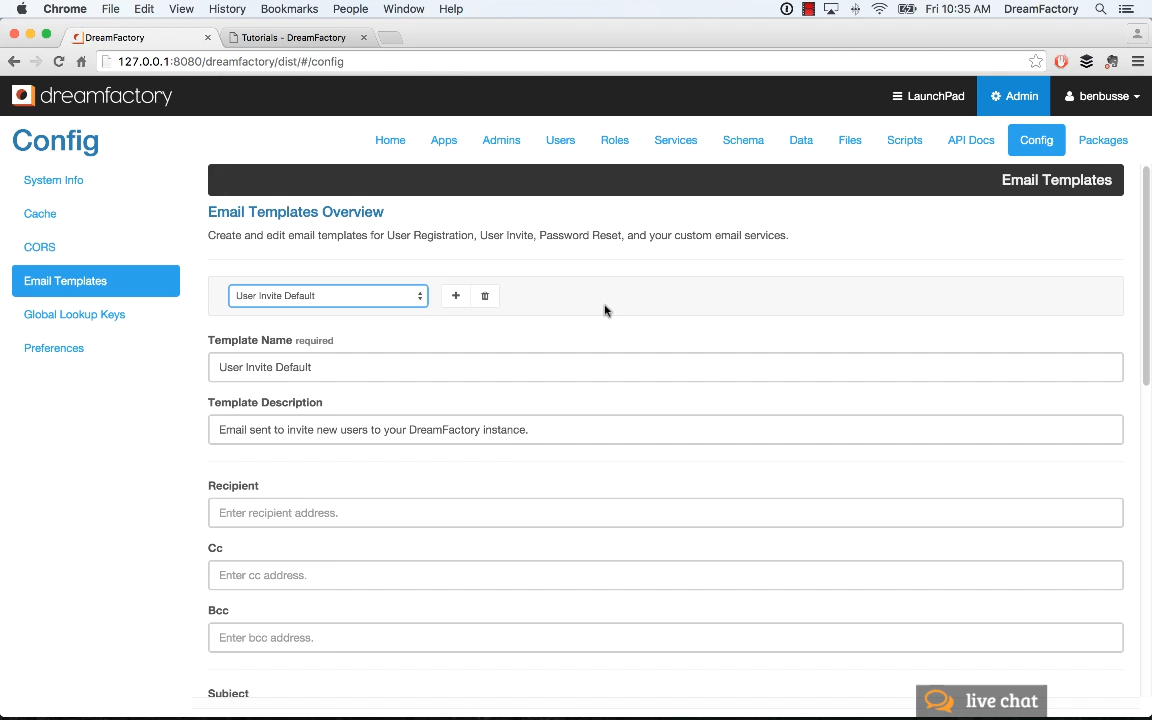 Chrome File Edit View History Bookmarks People Window Help Fri 10:35 AM DreamFactory
DreamFactory Tutorials - DreamFactory
127.0.0.1:8080/dreamfactory/dist/#/config
dreamfactory LaunchPad Admin benbusse
Config Home Apps Admins Users Roles Services Schema Data Files Scripts API Docs Config Packages
System Info
Cache
CORS
Email Templates
Global Lookup Keys
Preferences
Email Templates
Email Templates Overview
Create and edit email templates for User Registration, User Invite, Password Reset, and your custom email services.
User Invite Default
Template Name required
User Invite Default
Template Description
Email sent to invite new users to your DreamFactory instance.
Recipient
Enter recipient address.
Cc
Enter cc address.
Bcc
Enter bcc address.
Subject
live chat